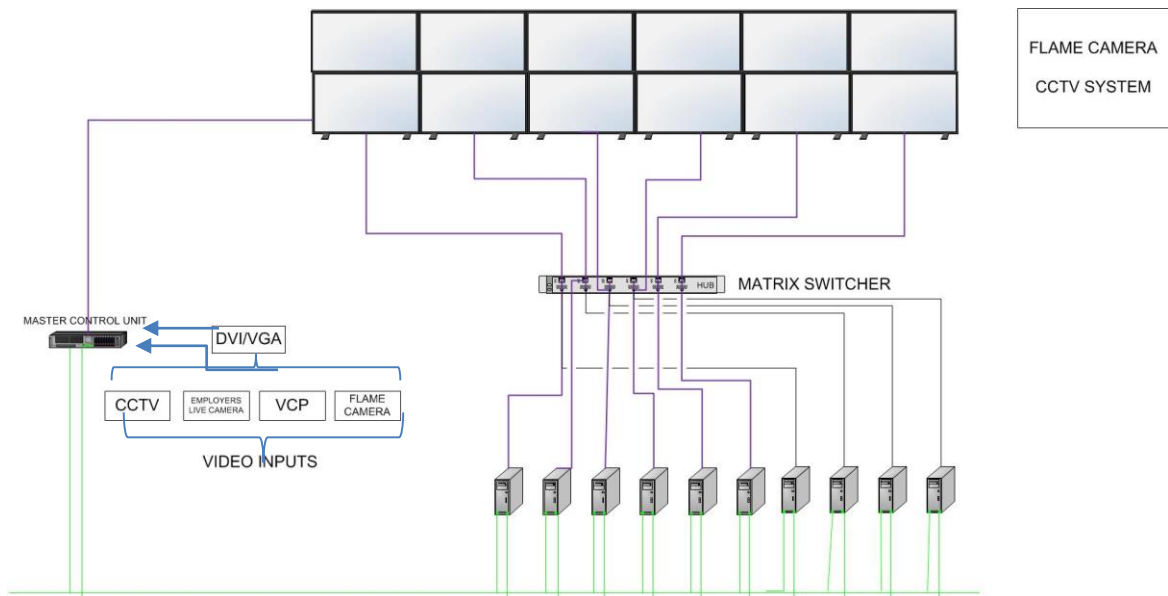 FLAME CAMERA
CCTV SYSTEM
HUB
MATRIX SWITCHER
MASTER CONTROL UNIT
DVI/VGA
CCTV
EMPLOYERS
LIVE CAMERA
VCP
FLAME
CAMERA
VIDEO INPUTS